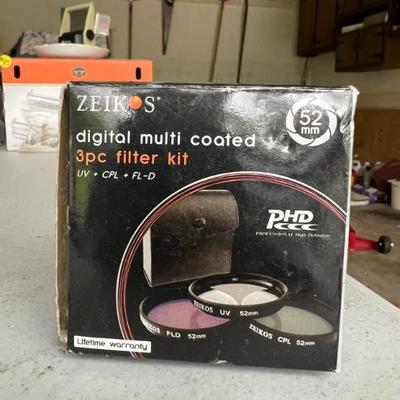 ZEIKOS®
52
mm
digital multi coated
3pc filter kit
UV + CPL + FL-D
PHD
PROFESSIONAL High Definition
ZEIKOS UV 52mm
ZEIKOS FLD 52mm
ZEIKOS CPL 52mm
Lifetime warranty